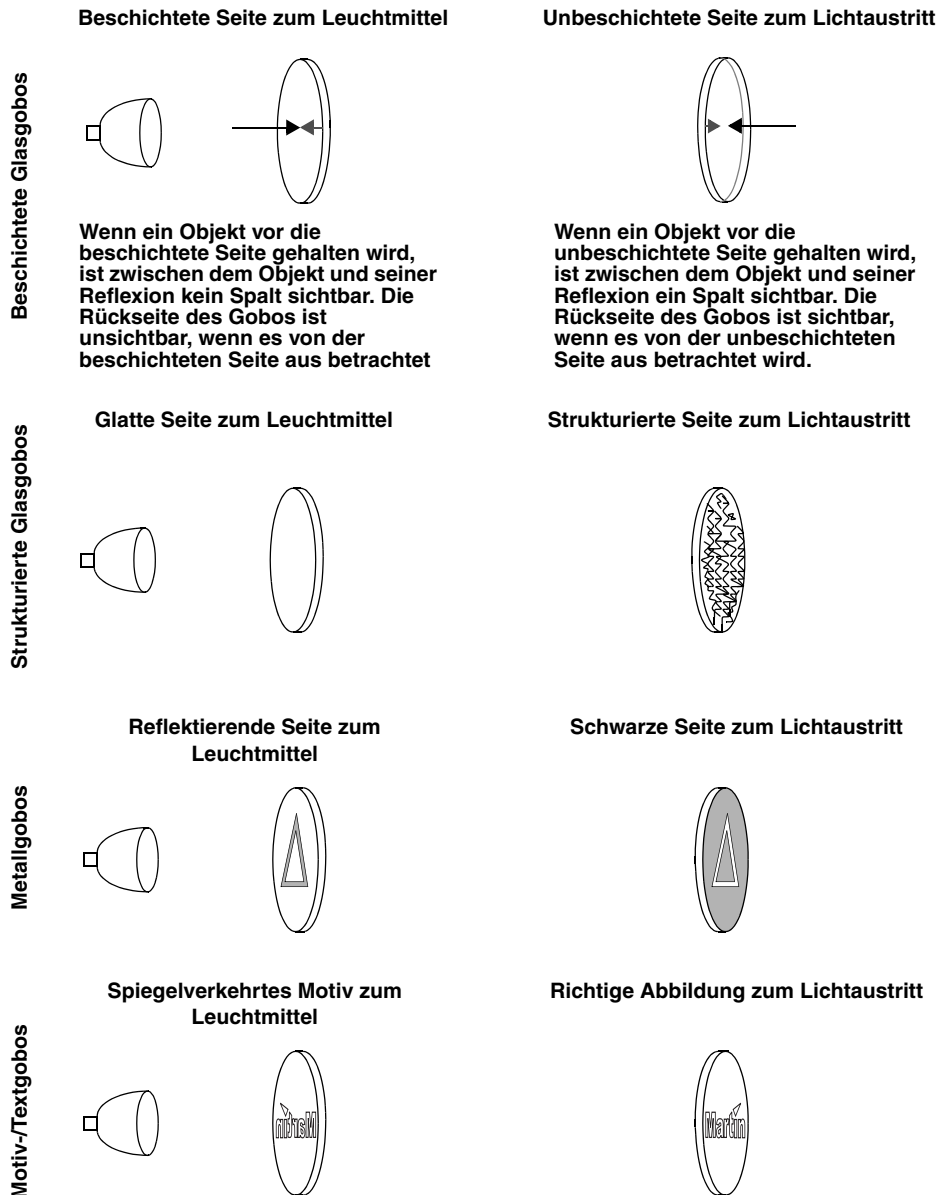 Beschichtete Seite zum Leuchtmittel
Unbeschichtete Seite zum Lichtaustritt
Beschichtete Glasgobos
Wenn ein Objekt vor die
beschichtete Seite gehalten wird,
ist zwischen dem Objekt und seiner
Reflexion kein Spalt sichtbar. Die
Rückseite des Gobos ist
unsichtbar, wenn es von der
beschichteten Seite aus betrachtet
Wenn ein Objekt vor die
unbeschichtete Seite gehalten wird,
ist zwischen dem Objekt und seiner
Reflexion ein Spalt sichtbar. Die
Rückseite des Gobos ist sichtbar,
wenn es von der unbeschichteten
Seite aus betrachtet wird.
Glatte Seite zum Leuchtmittel
Strukturierte Seite zum Lichtaustritt
Strukturierte Glasgobos
Reflektierende Seite zum
Leuchtmittel
Schwarze Seite zum Lichtaustritt
Metallgobos
Spiegelverkehrtes Motiv zum
Leuchtmittel
Richtige Abbildung zum Lichtaustritt
Motiv-/Textgobos
Martin
Martin